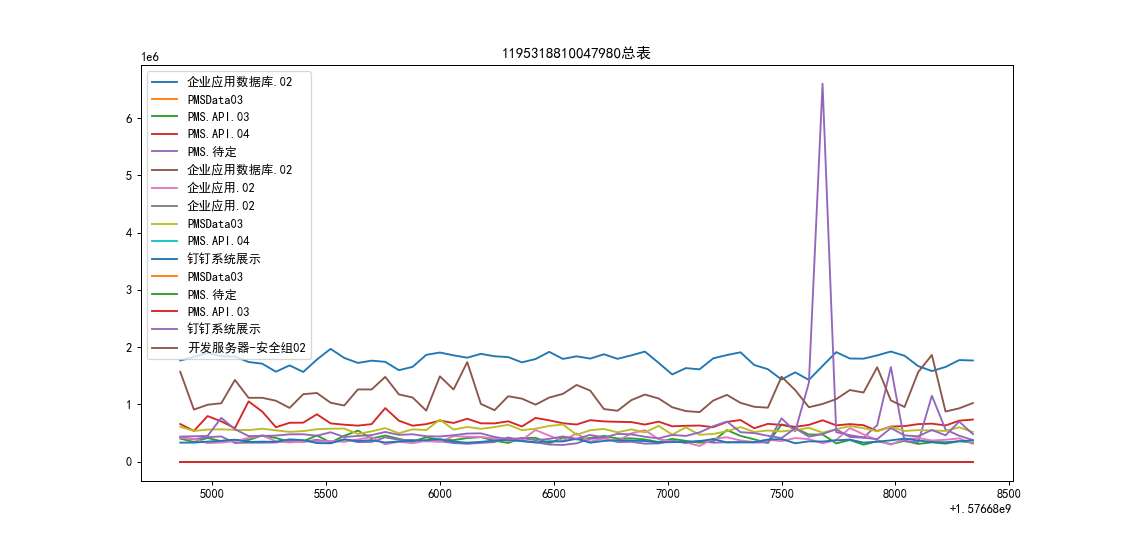 1195318810047980总表
1e6
企业应用数据库.02
PMSData03
PMS.API.03
PMS.API.04
PMS.待定
企业应用数据库.02
企业应用.02
企业应用.02
PMSData03
PMS.API.04
钉钉系统展示
PMSData03
PMS.待定
PMS.API.03
钉钉系统展示
开发服务器-安全组02
6
5
4
3
2
1
0
5000 5500 6000 6500 7000 7500 8000 8500
+1.57668e9